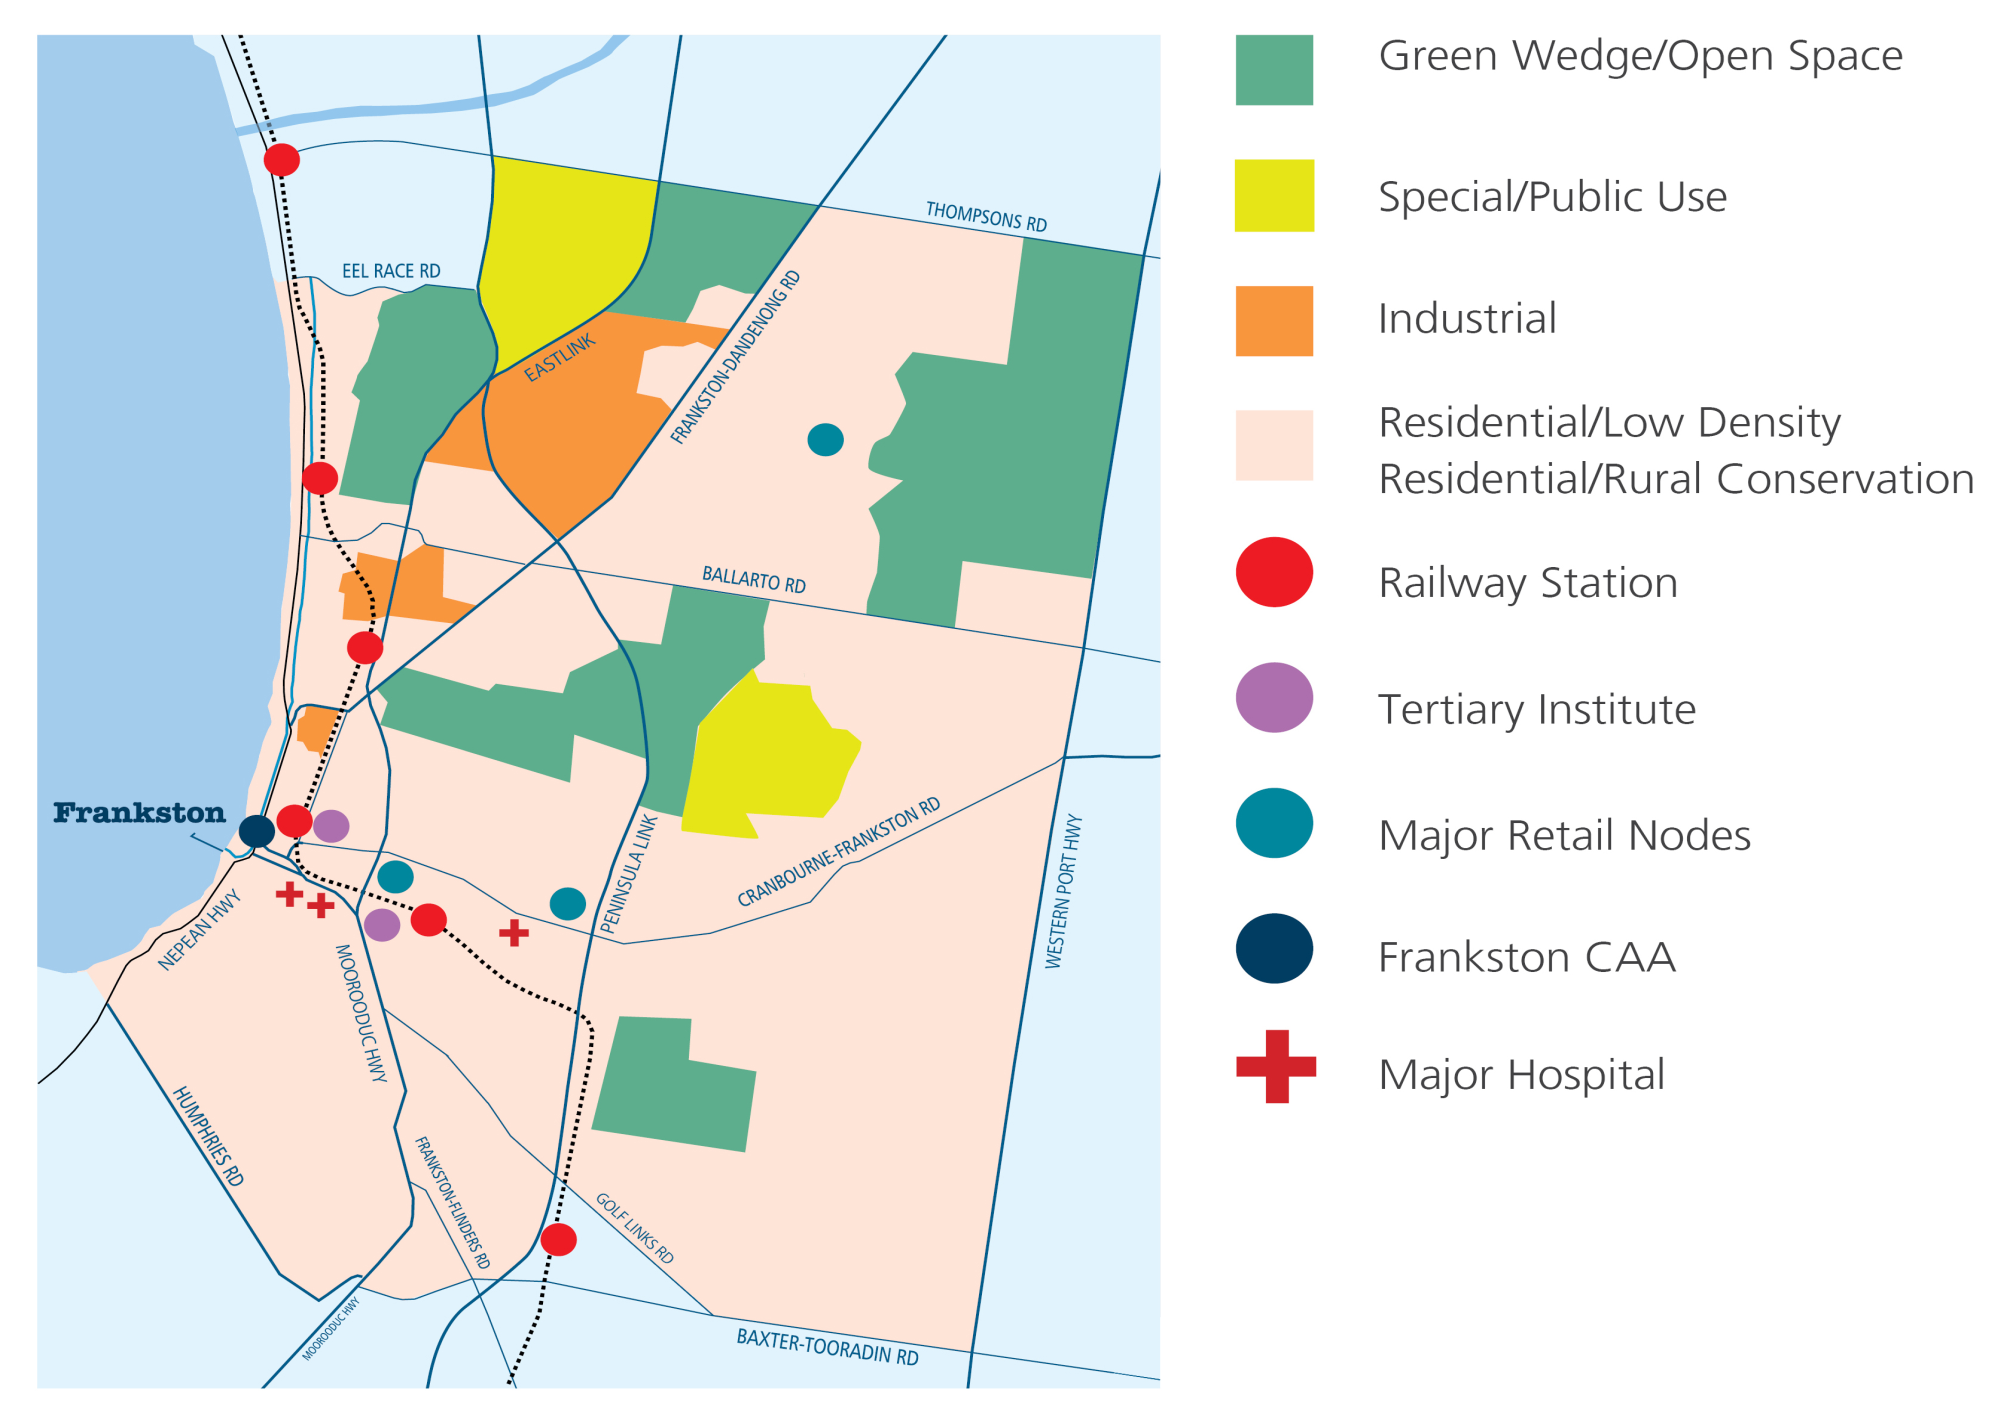 THOMPSONS RD
EEL RACE RD
EASTLINK
FRANKSTON-DANDENONG RD
BALLARTO RD
Frankston
CRANBOURNE-FRANKSTON RD
PENINSULA LINK
WESTERN PORT HWY
NEPEAN HWY
MOOROODUC HWY
HUMPHRIES RD
FRANKSTON-FLINDERS RD
GOLF LINKS RD
MOOROODUC HWY
BAXTER-TOORADIN RD
Green Wedge/Open Space
Special/Public Use
Industrial
Residential/Low Density
Residential/Rural Conservation
Railway Station
Tertiary Institute
Major Retail Nodes
Frankston CAA
Major Hospital